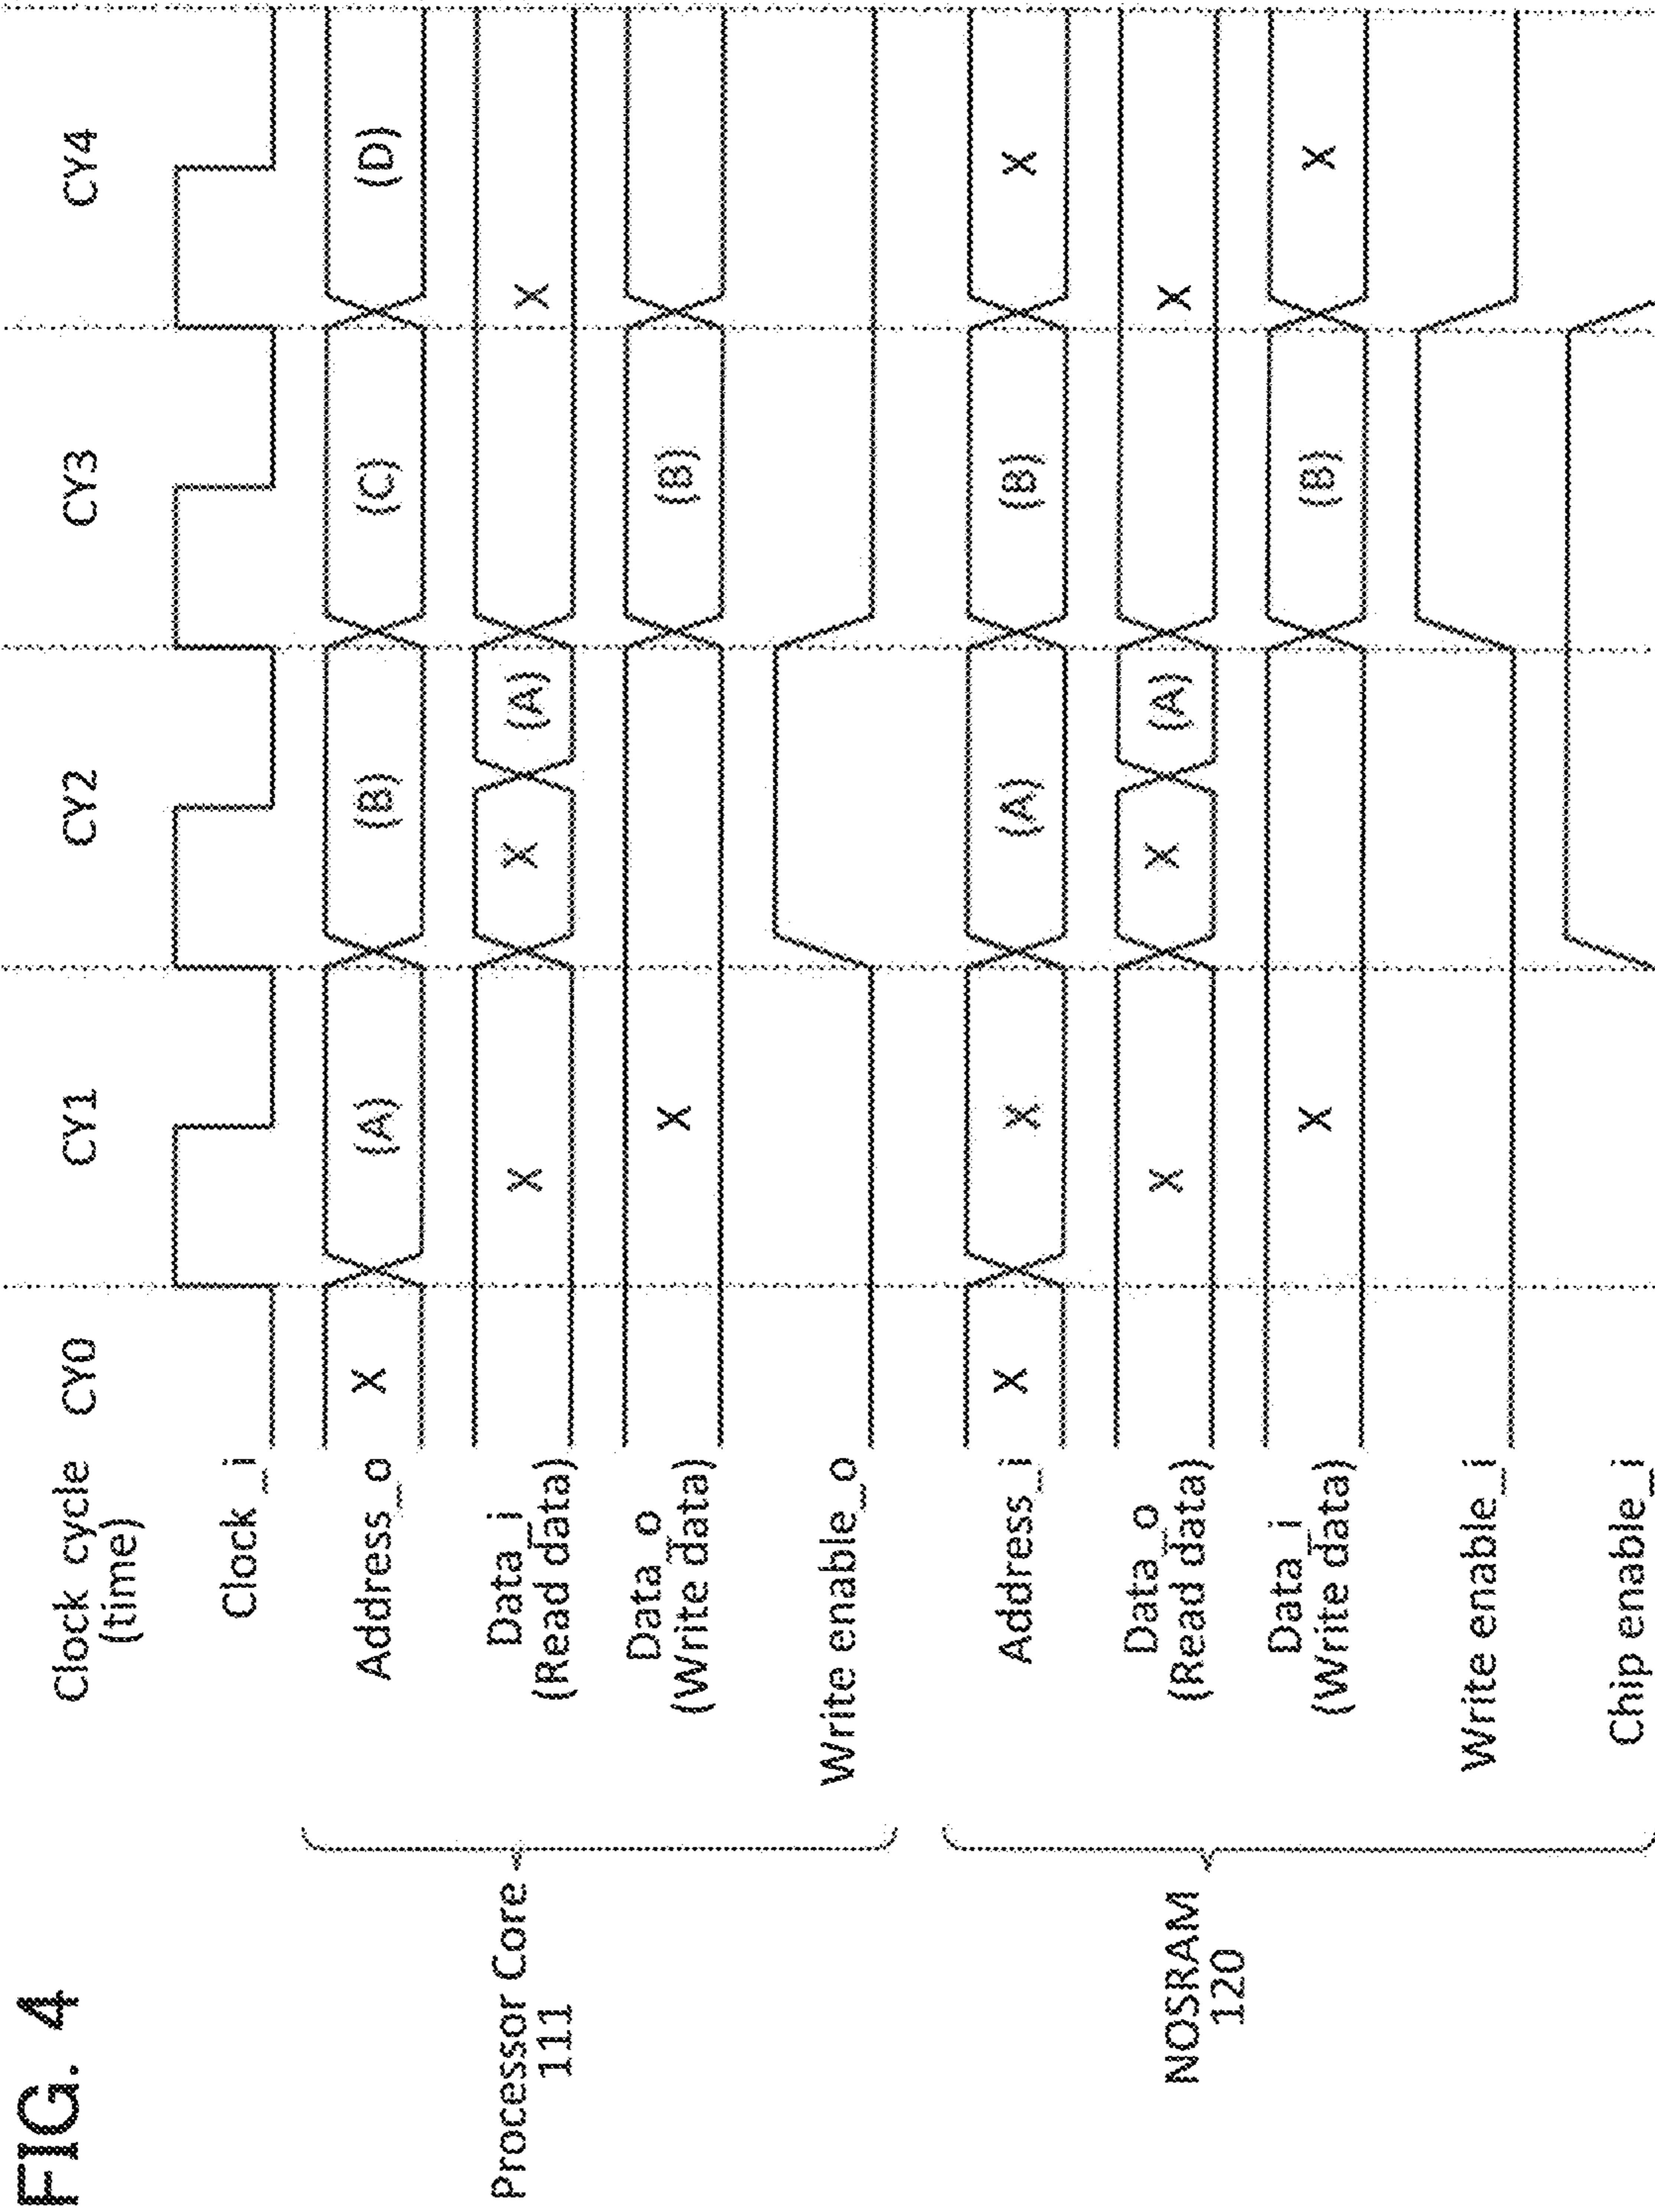 FIG. 4
Clock cycle CY0 CY1 CY2 CY3 CY4
(time)
Clock_i
Processor Core
111
Address_o X (A) (B) (C) (D)
Data_i
(Read data) X X (A) X
Data_o
(Write data) X (B)
Write enable_o
NOSRAM
120
Address_i X X (A) (B) X
Data_o
(Read data) X X (A) X
Data_i
(Write data) X (B) X
Write enable_i
Chip enable_i